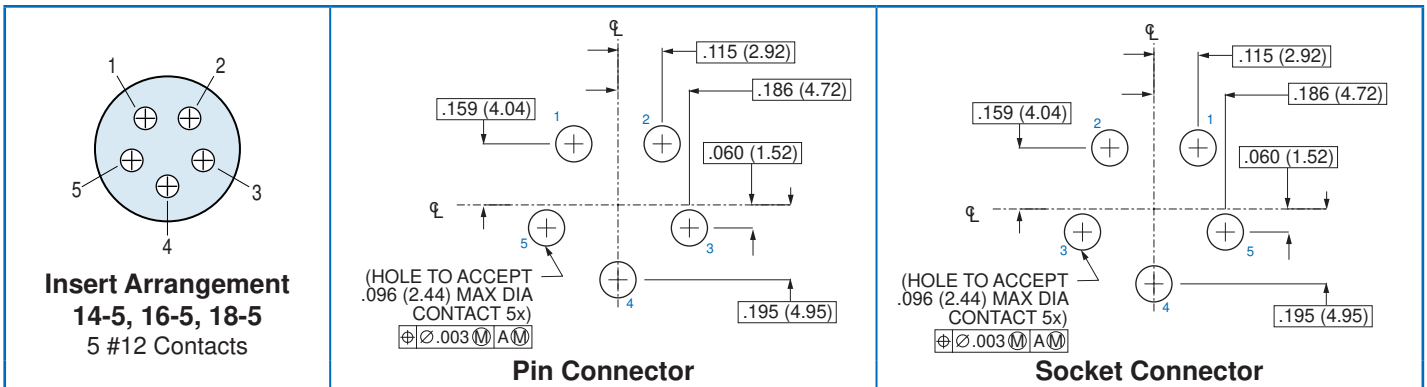 1
2
5
3
4
Insert Arrangement
14-5, 16-5, 18-5
5 #12 Contacts
℄
.115 (2.92)
.186 (4.72)
.159 (4.04)
1
2
.060 (1.52)
℄
5
3
(HOLE TO ACCEPT
.096 (2.44) MAX DIA
CONTACT 5x)
4
.195 (4.95)
⌖ ∅.003 Ⓜ A Ⓜ
Pin Connector
℄
.115 (2.92)
.186 (4.72)
.159 (4.04)
2
1
.060 (1.52)
℄
3
5
(HOLE TO ACCEPT
.096 (2.44) MAX DIA
CONTACT 5x)
4
.195 (4.95)
⌖ ∅.003 Ⓜ A Ⓜ
Socket Connector